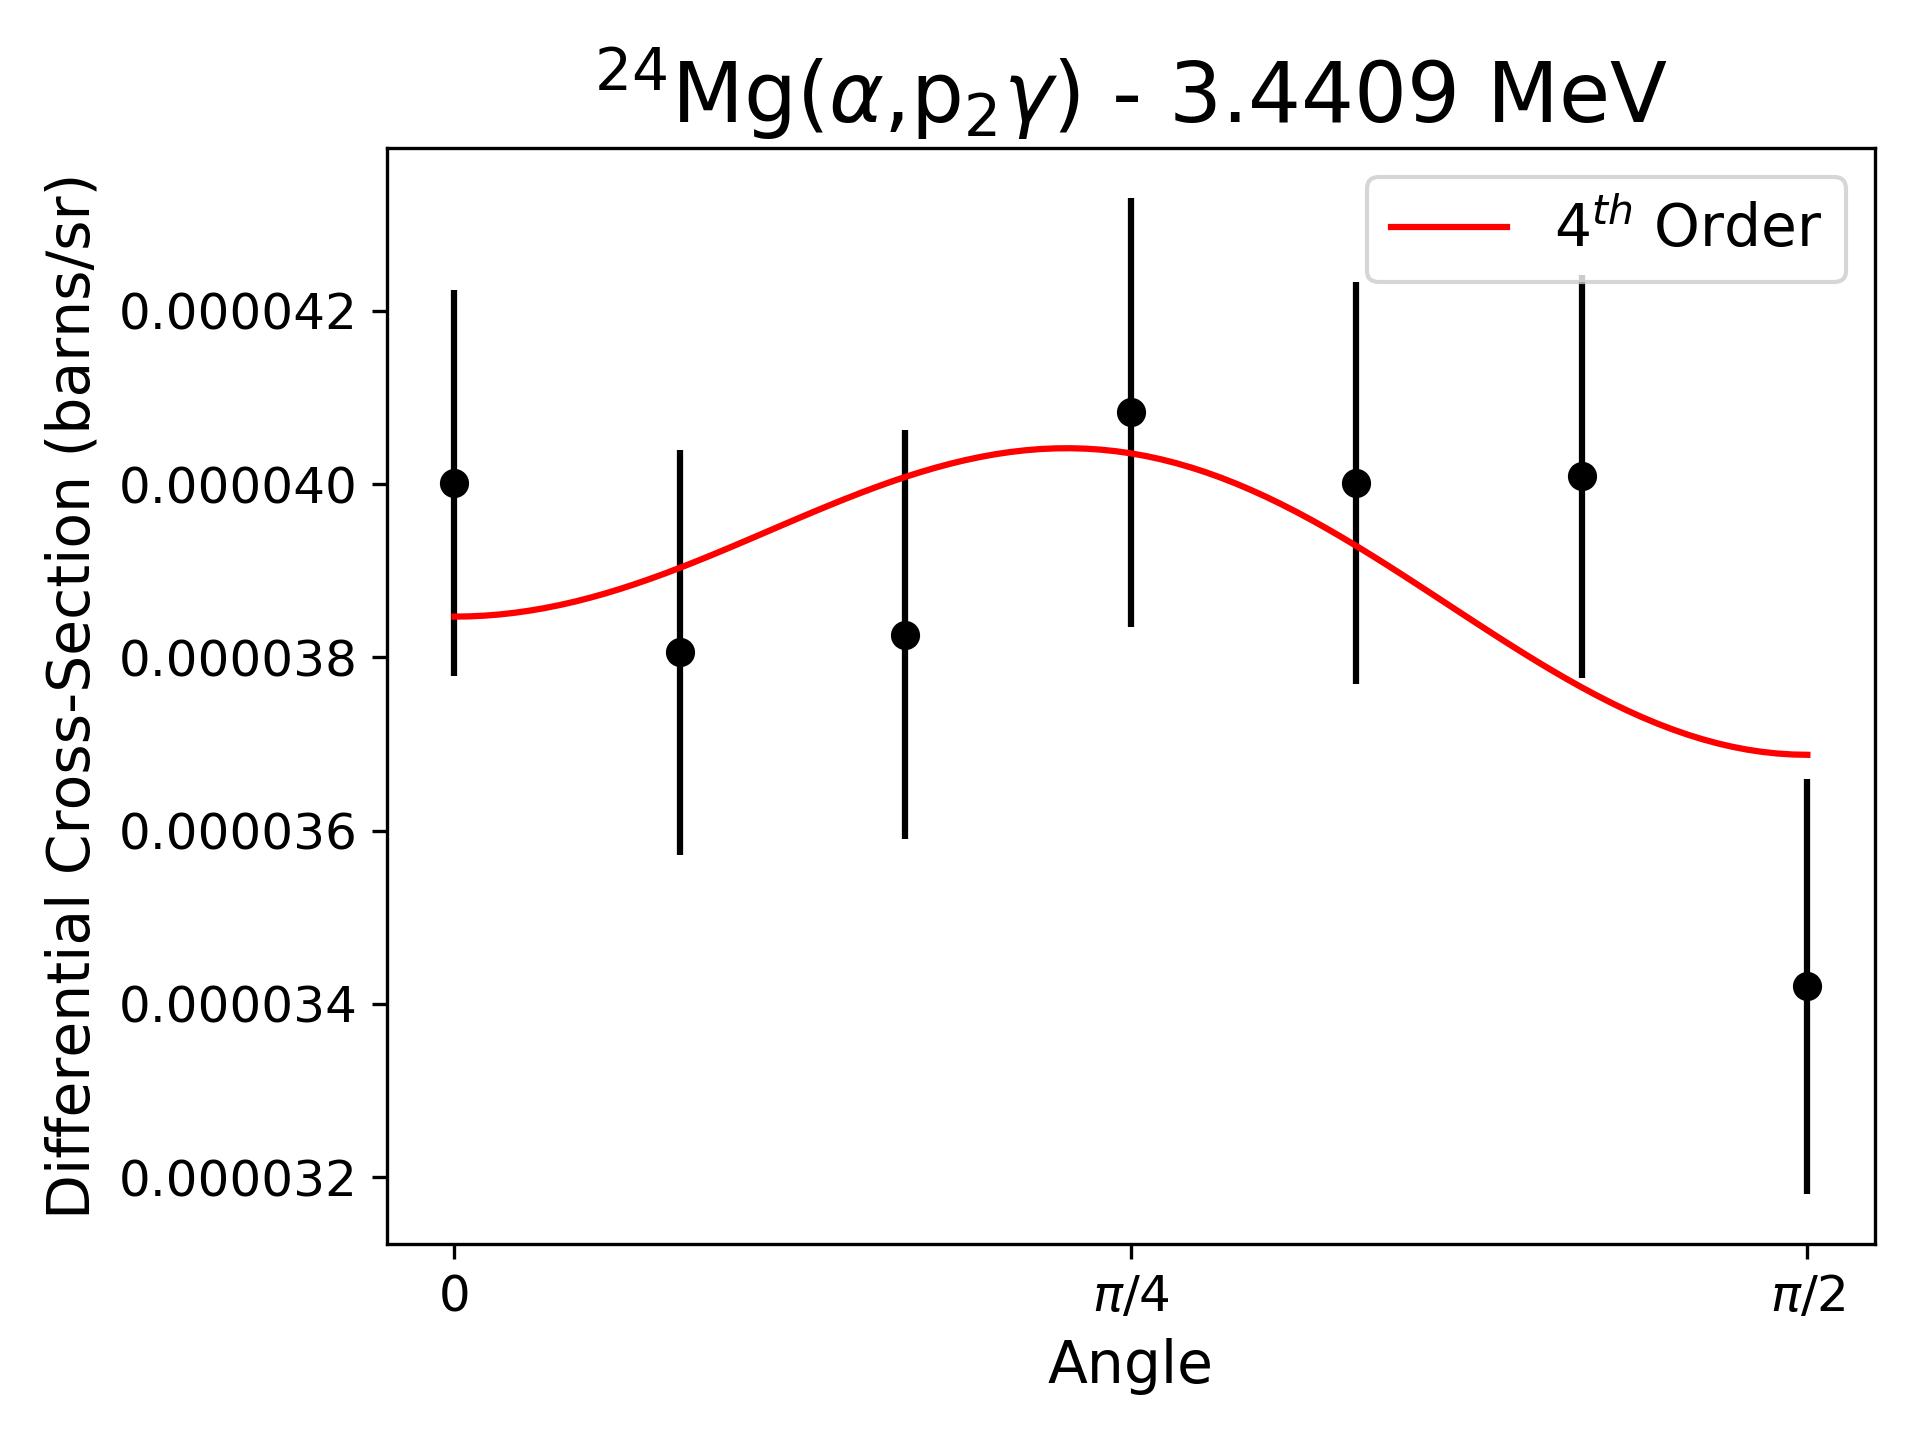 ²⁴Mg(α,p₂γ) - 3.4409 MeV
4ᵗʰ Order
Differential Cross-Section (barns/sr)
0.000042
0.000040
0.000038
0.000036
0.000034
0.000032
0 π/4 π/2
Angle